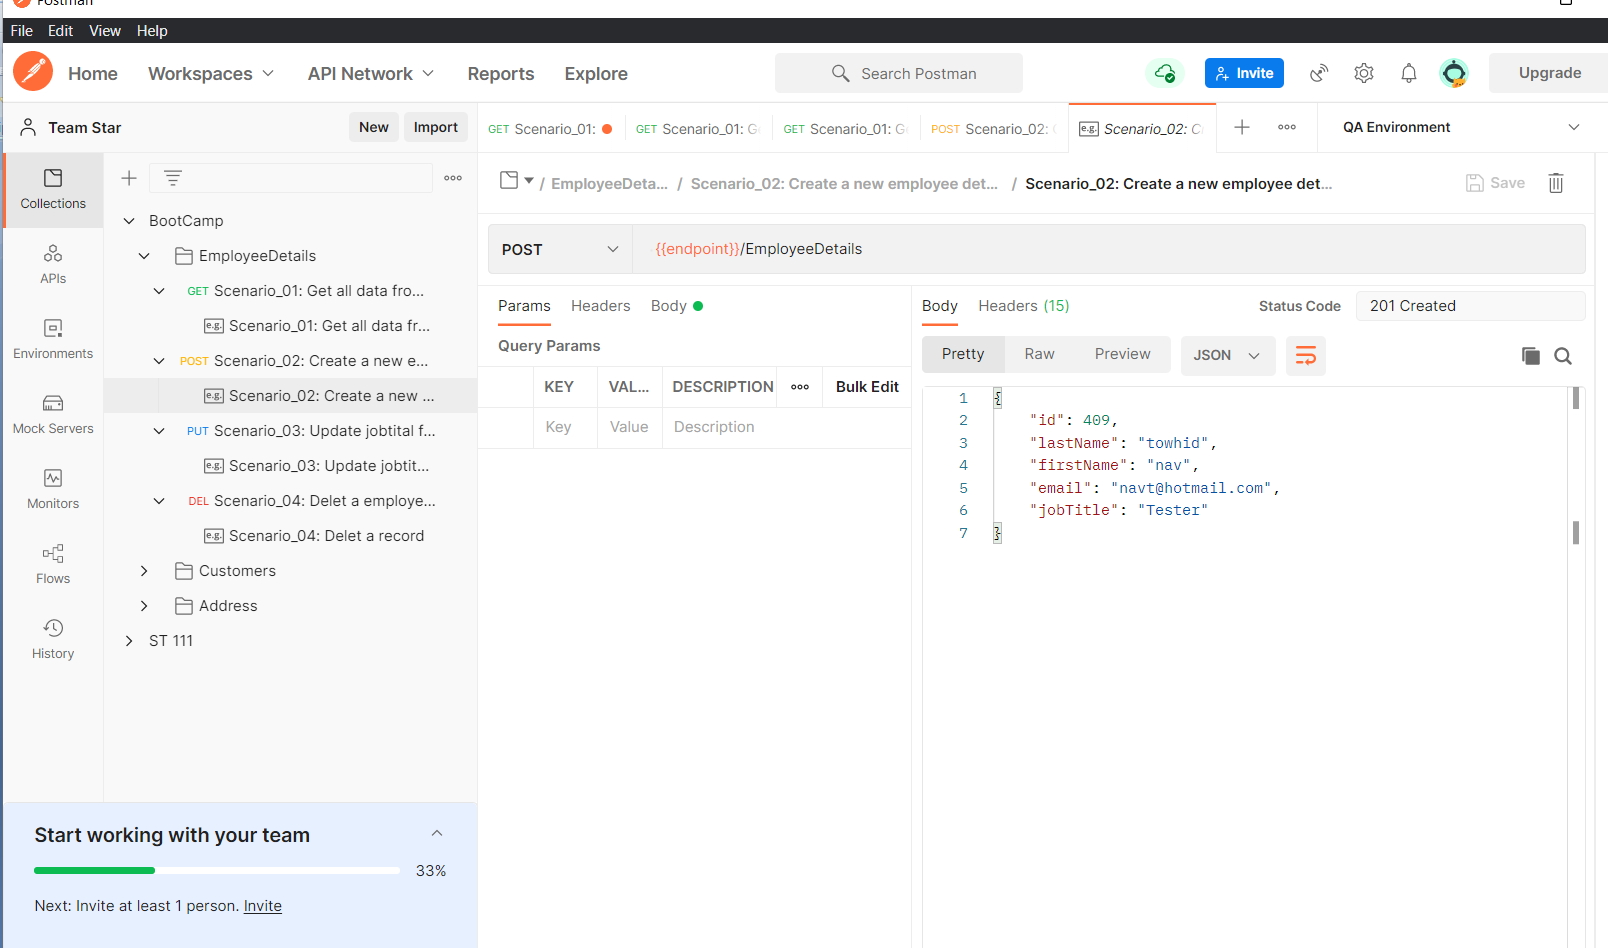 Postman
File Edit View Help
Home Workspaces API Network Reports Explore Search Postman Invite Upgrade
Team Star New Import GET Scenario_01: GET Scenario_01: G GET Scenario_01: G POST Scenario_02: e.g. Scenario_02: C QA Environment
/ EmployeeDeta... / Scenario_02: Create a new employee det... / Scenario_02: Create a new employee det... Save
Collections
APIs
Environments
Mock Servers
Monitors
Flows
History
BootCamp
EmployeeDetails
GET Scenario_01: Get all data fro...
e.g. Scenario_01: Get all data fr...
POST Scenario_02: Create a new e...
e.g. Scenario_02: Create a new ...
PUT Scenario_03: Update jobtital f...
e.g. Scenario_03: Update jobtit...
DEL Scenario_04: Delet a employe...
e.g. Scenario_04: Delet a record
Customers
Address
ST 111
POST {{endpoint}}/EmployeeDetails
Params Headers Body
Query Params
KEY VAL... DESCRIPTION Bulk Edit
Key Value Description
Body Headers (15) Status Code 201 Created
Pretty Raw Preview JSON
1 {
2 "id": 409,
3 "lastName": "towhid",
4 "firstName": "nav",
5 "email": "navt@hotmail.com",
6 "jobTitle": "Tester"
7 }
Start working with your team
33%
Next: Invite at least 1 person. Invite